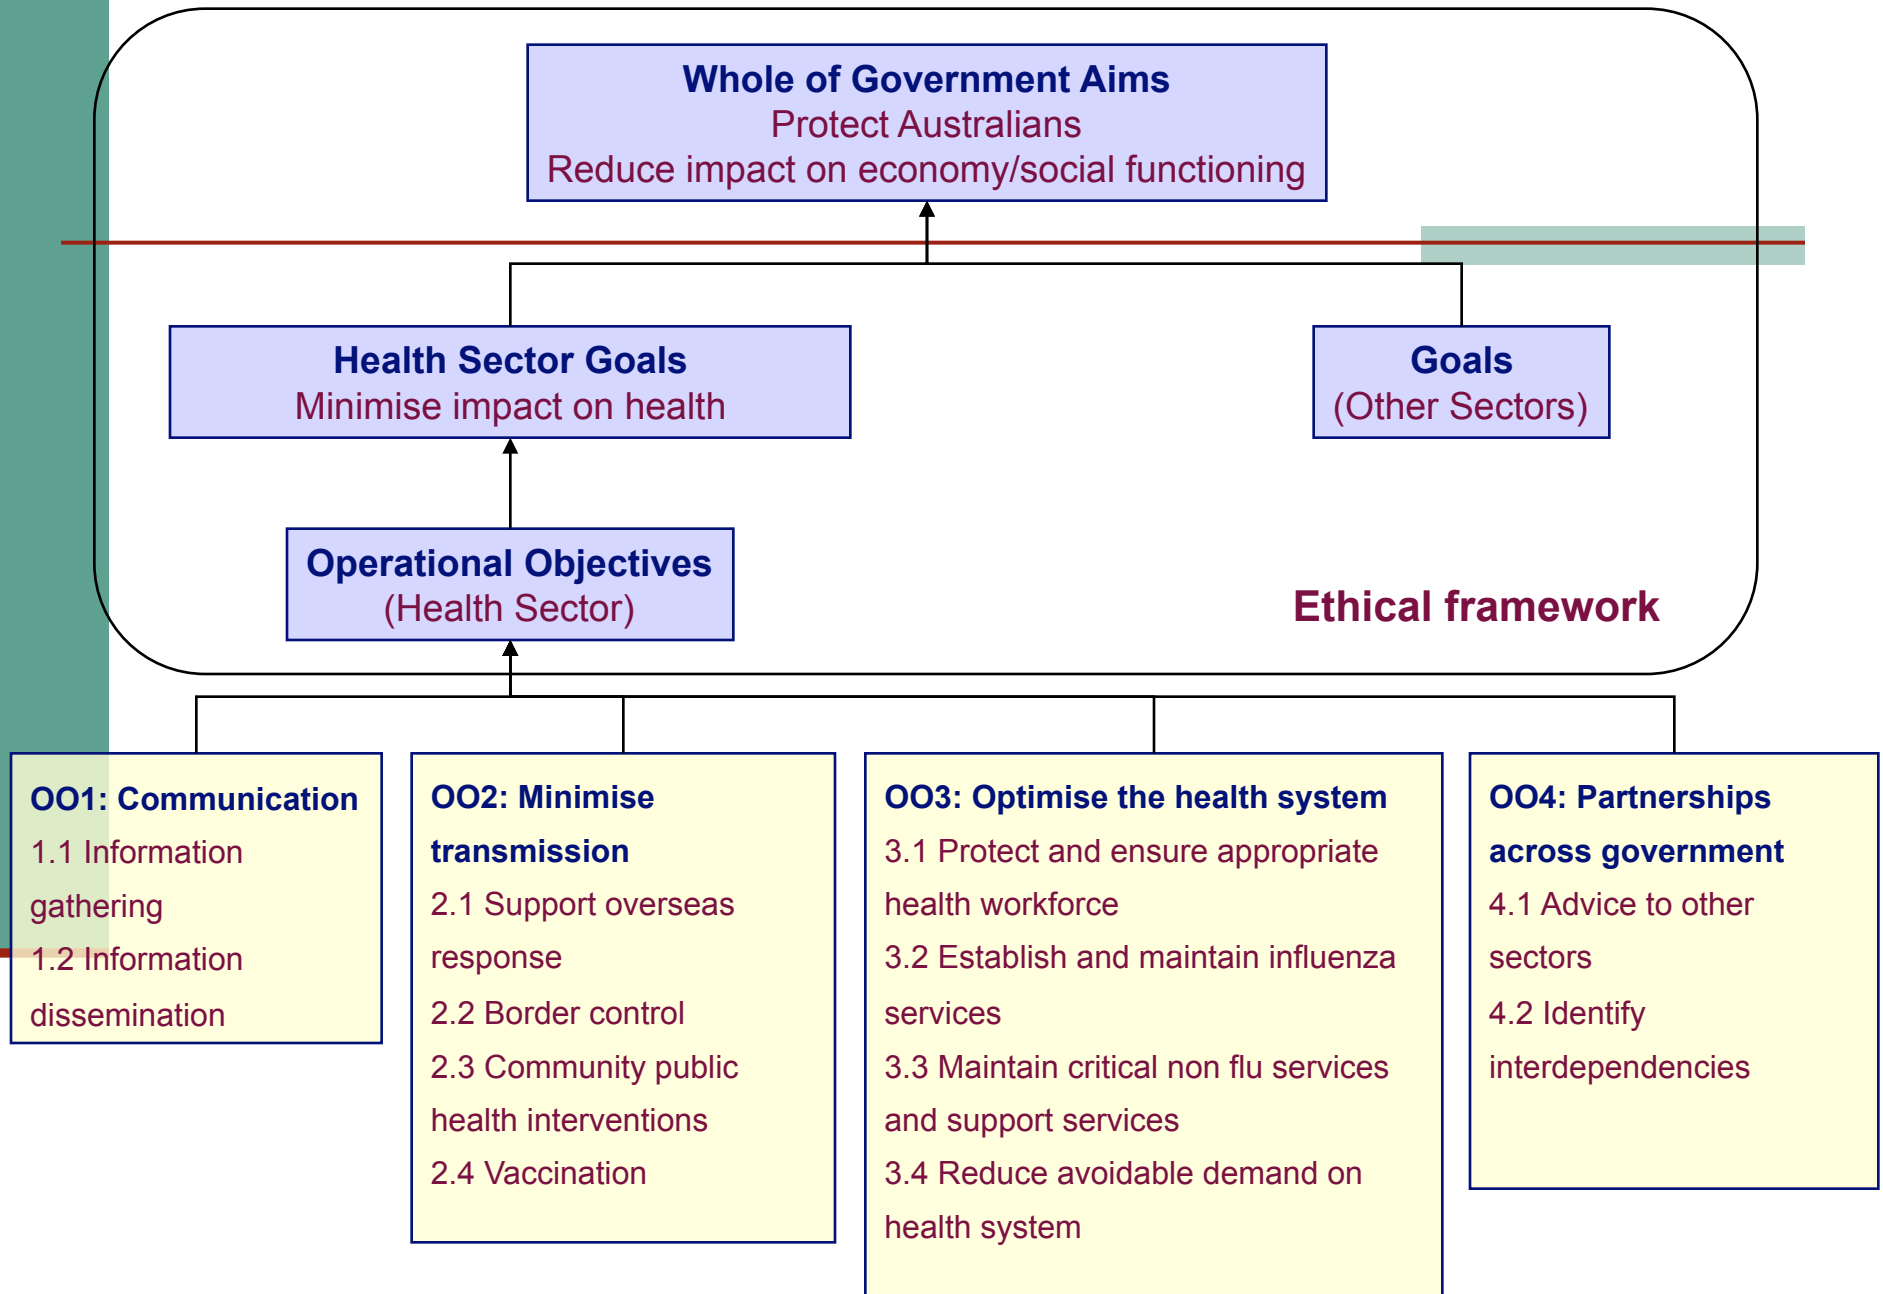 Whole of Government Aims
Protect Australians
Reduce impact on economy/social functioning
Health Sector Goals
Minimise impact on health
Goals
(Other Sectors)
Operational Objectives
(Health Sector)
Ethical framework
OO1: Communication
1.1 Information
gathering
1.2 Information
dissemination
OO2: Minimise
transmission
2.1 Support overseas
response
2.2 Border control
2.3 Community public
health interventions
2.4 Vaccination
OO3: Optimise the health system
3.1 Protect and ensure appropriate
health workforce
3.2 Establish and maintain influenza
services
3.3 Maintain critical non flu services
and support services
3.4 Reduce avoidable demand on
health system
OO4: Partnerships
across government
4.1 Advice to other
sectors
4.2 Identify
interdependencies